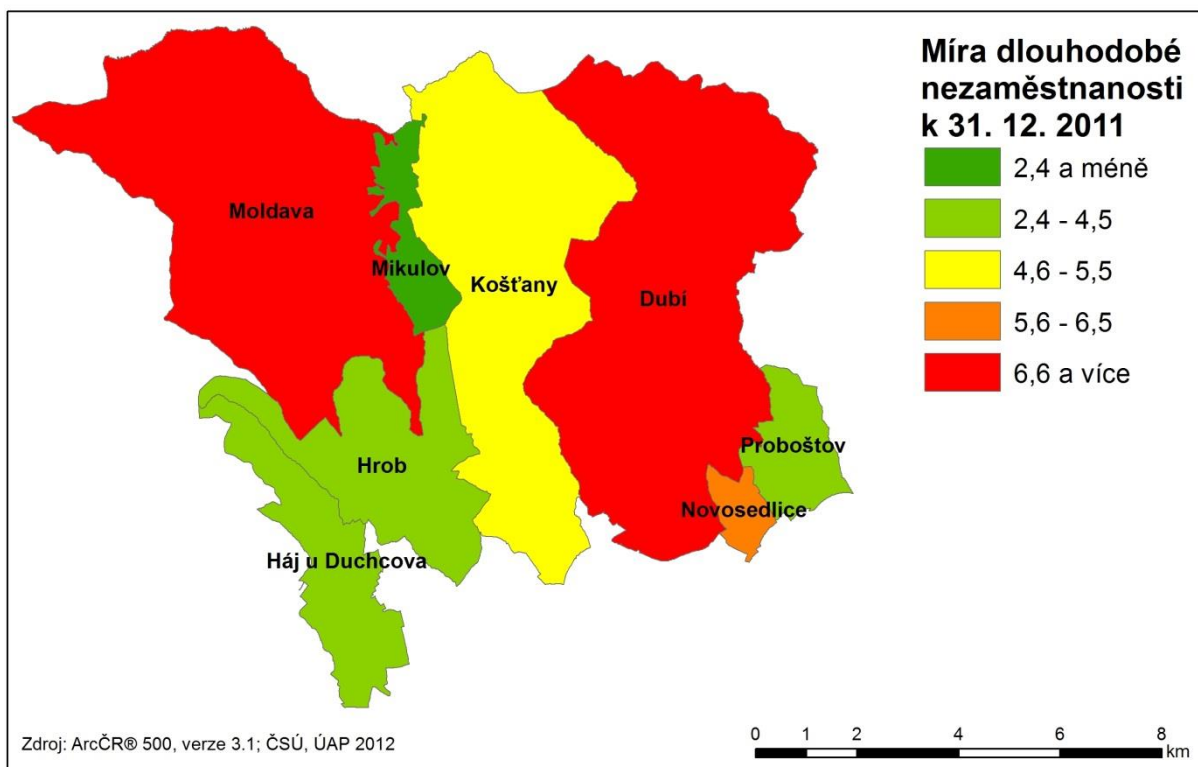 Míra dlouhodobé
nezaměstnanosti
k 31. 12. 2011
2,4 a méně
2,4 - 4,5
4,6 - 5,5
5,6 - 6,5
6,6 a více
Moldava
Mikulov
Košťany
Dubí
Proboštov
Hrob
Novosedlice
Háj u Duchcova
Zdroj: ArcČR® 500, verze 3.1; ČSÚ, ÚAP 2012
0 1 2 4 6 8
km